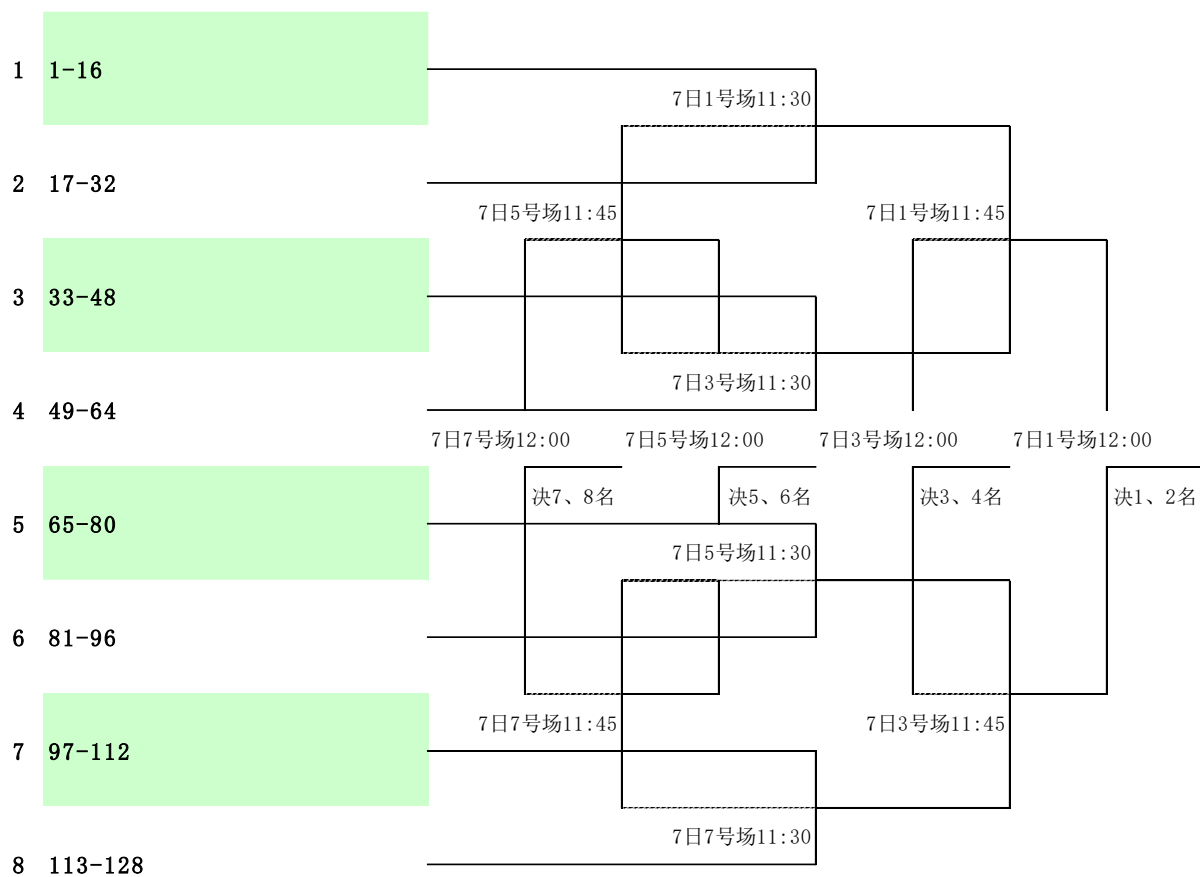 1 1-16
7日1号场11:30
2 17-32
7日5号场11:45 7日1号场11:45
3 33-48
7日3号场11:30
4 49-64
7日7号场12:00 7日5号场12:00 7日3号场12:00 7日1号场12:00
决7、8名 决5、6名 决3、4名 决1、2名
5 65-80
7日5号场11:30
6 81-96
7日7号场11:45 7日3号场11:45
7 97-112
7日7号场11:30
8 113-128